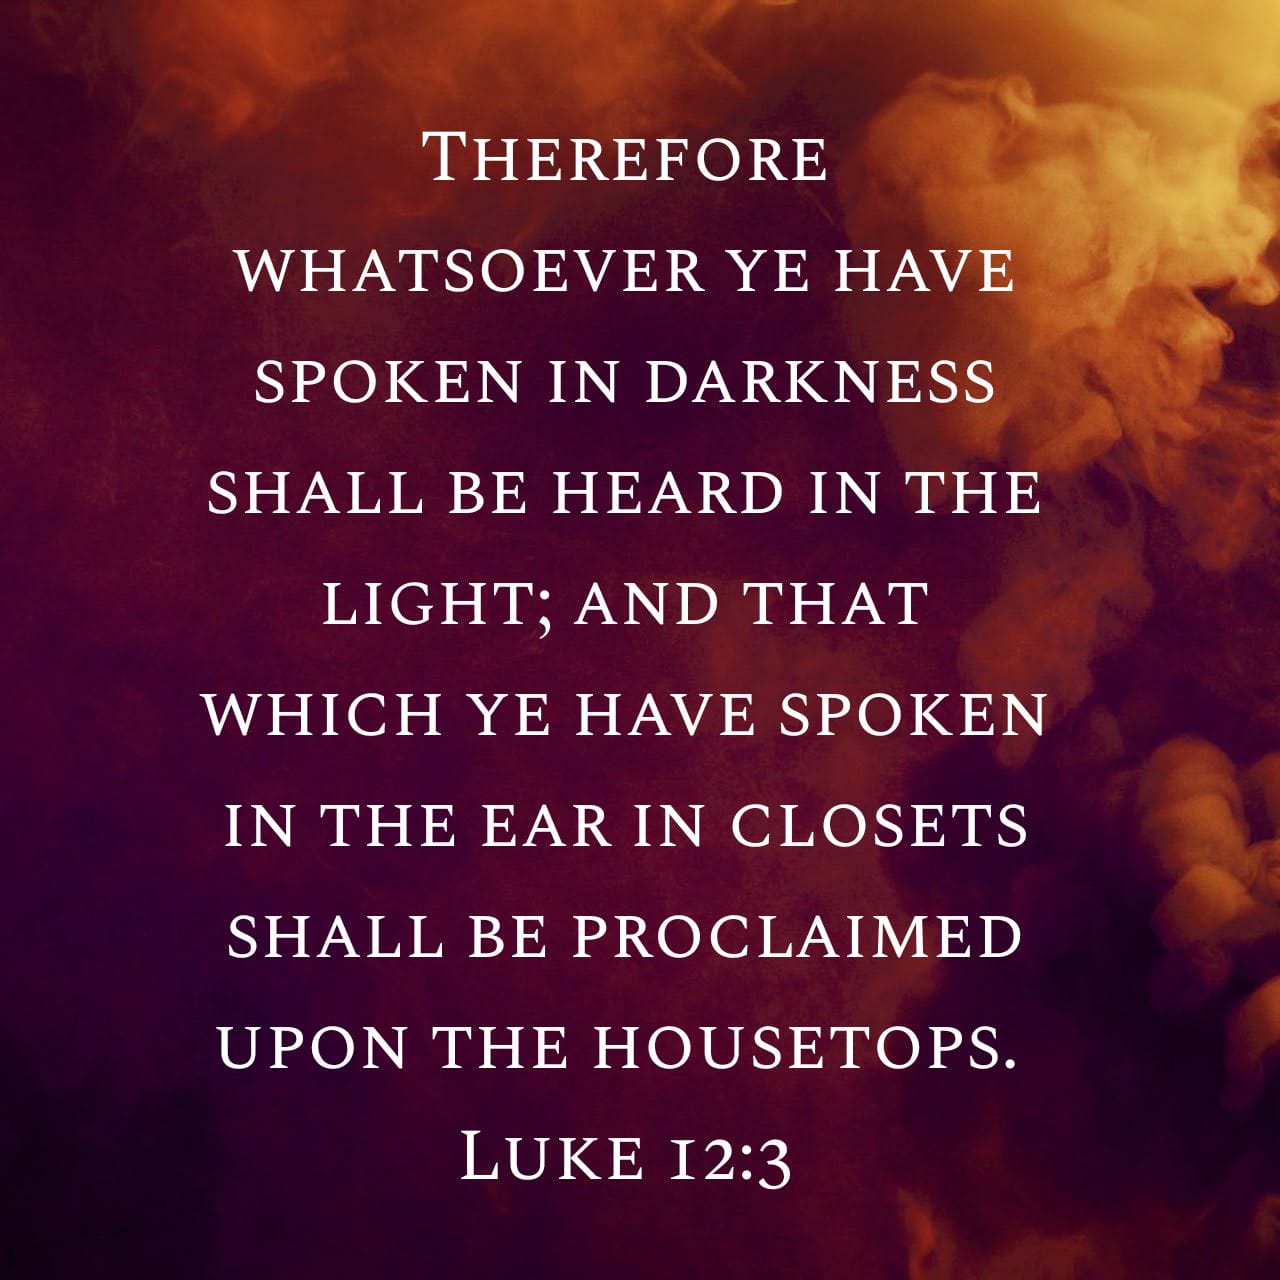 Therefore
whatsoever ye have
spoken in darkness
shall be heard in the
light; and that
which ye have spoken
in the ear in closets
shall be proclaimed
upon the housetops.
Luke 12:3